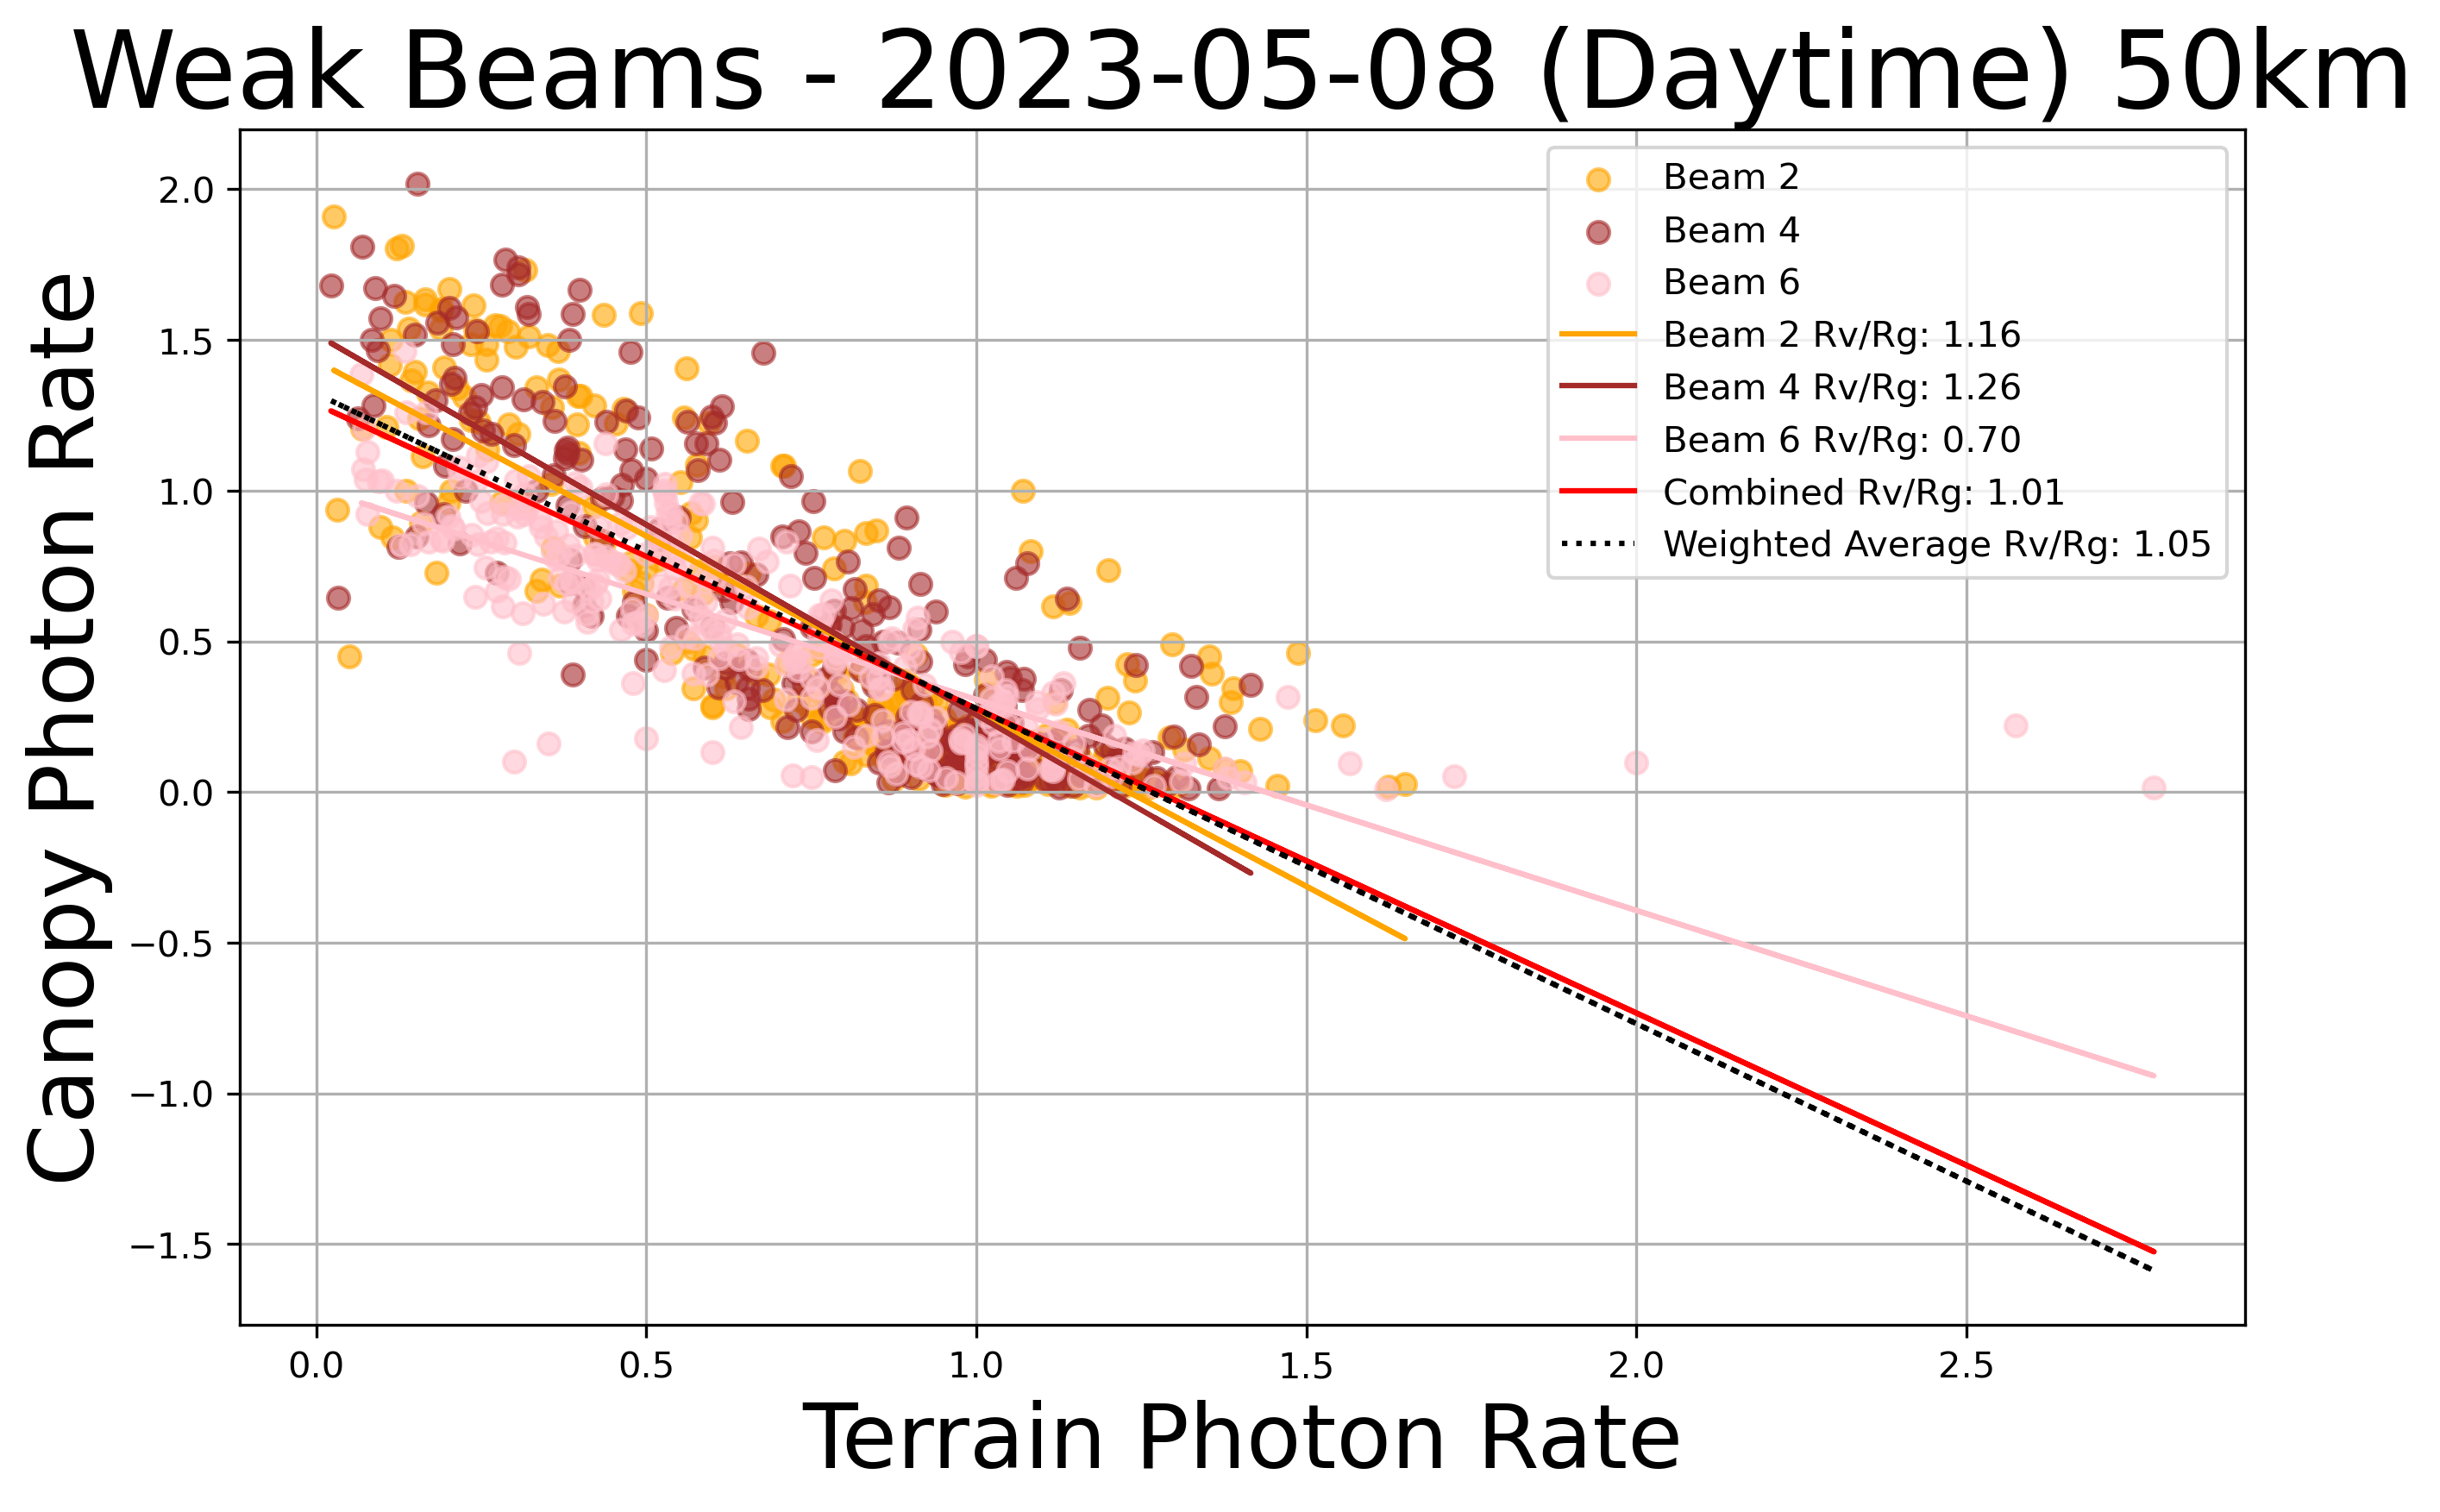 Weak Beams - 2023-05-08 (Daytime) 50km
Canopy Photon Rate
2.0
1.5
1.0
0.5
0.0
−0.5
−1.0
−1.5
Beam 2
Beam 4
Beam 6
Beam 2 Rv/Rg: 1.16
Beam 4 Rv/Rg: 1.26
Beam 6 Rv/Rg: 0.70
Combined Rv/Rg: 1.01
Weighted Average Rv/Rg: 1.05
0.0 0.5 1.0 1.5 2.0 2.5
Terrain Photon Rate